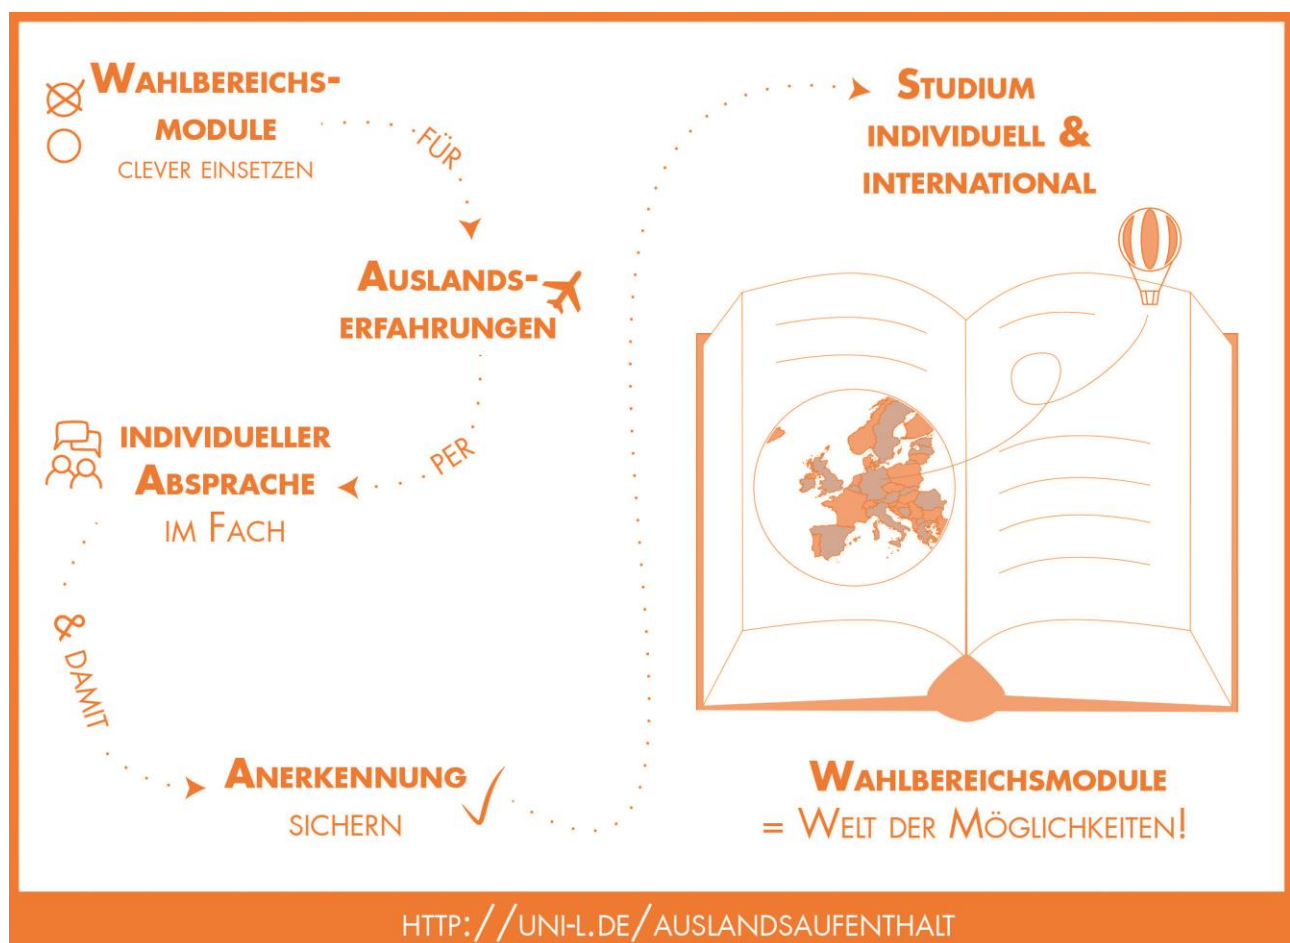 WAHLBEREICHS-
MODULE
CLEVER EINSETZEN
FÜR
AUSLANDS-
ERFAHRUNGEN
PER
INDIVIDUELLER
ABSPRACHE
IM FACH
& DAMIT
ANERKENNUNG
SICHERN
STUDIUM
INDIVIDUELL &
INTERNATIONAL
WAHLBEREICHSMODULE
= WELT DER MÖGLICHKEITEN!
HTTP://UNI-L.DE/AUSLANDSAUFENTHALT